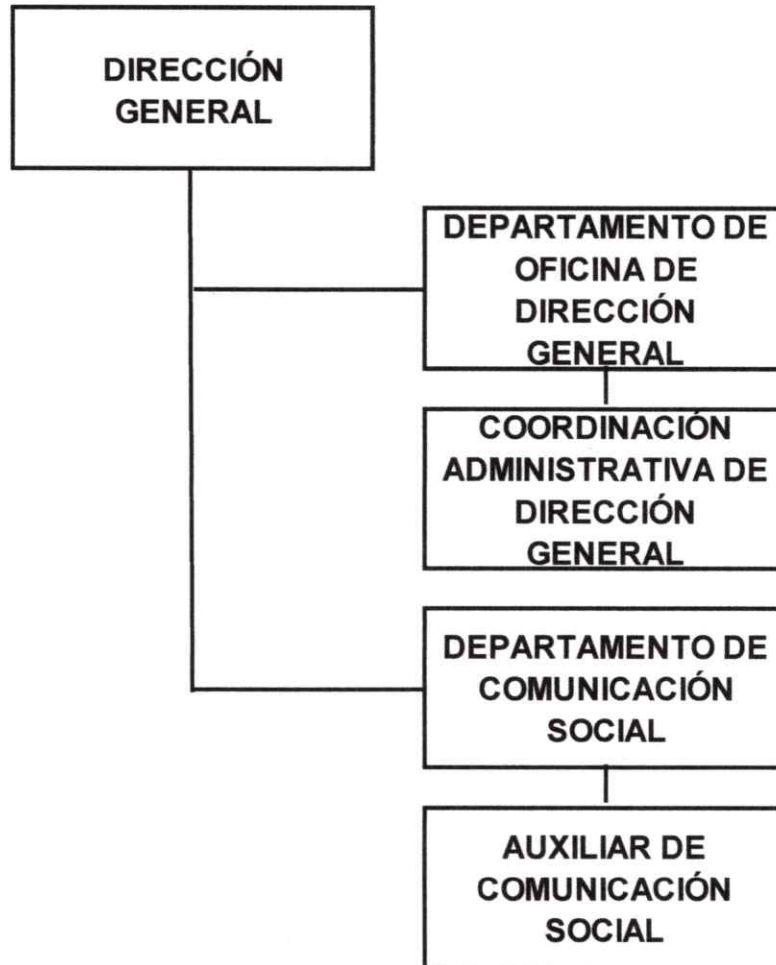 DIRECCIÓN
GENERAL
DEPARTAMENTO DE
OFICINA DE
DIRECCIÓN
GENERAL
COORDINACIÓN
ADMINISTRATIVA DE
DIRECCIÓN
GENERAL
DEPARTAMENTO DE
COMUNICACIÓN
SOCIAL
AUXILIAR DE
COMUNICACIÓN
SOCIAL